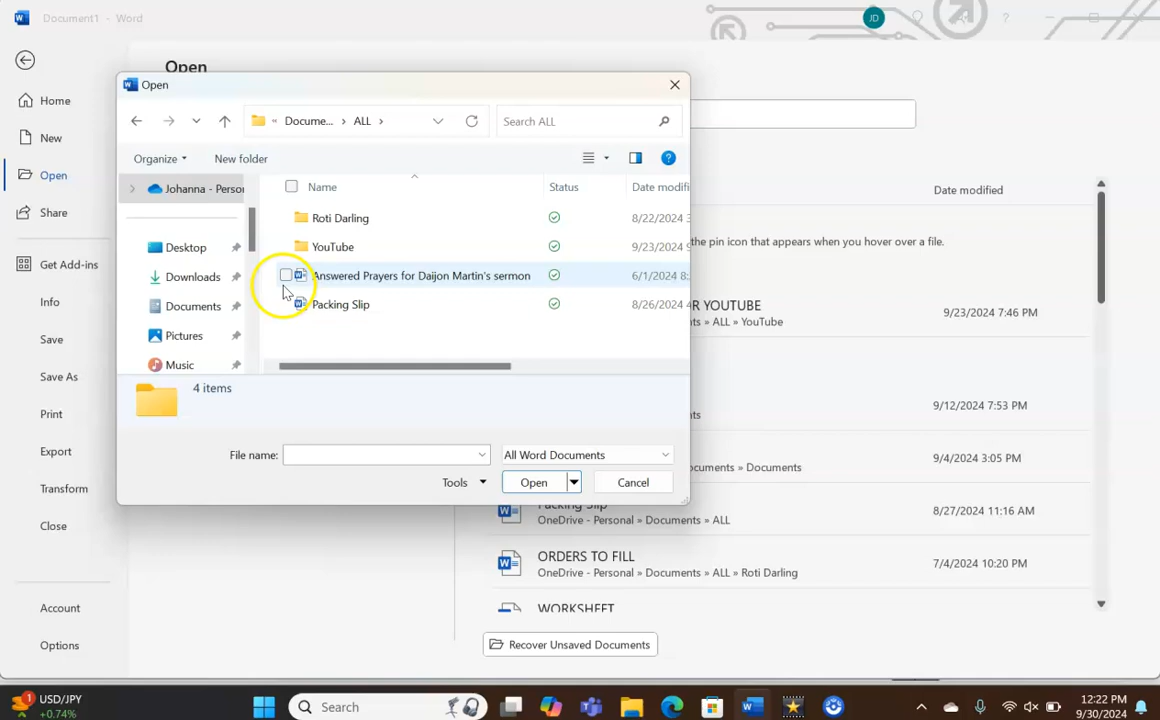 Document1 - Word
JD
?
Open
Home
New
Open
Share
Get Add-ins
Info
Save
Save As
Print
Export
Transform
Close
Account
Options
Open
« Docume... › ALL ›
Search ALL
Organize
New folder
Johanna - Perso
Desktop
Downloads
Documents
Pictures
Music
Name Status Date modifi
Roti Darling 8/22/2024 3
YouTube 9/23/2024 7
Answered Prayers for Daijon Martin's sermon 6/1/2024 8:
Packing Slip 8/26/2024 4
4 items
File name:
All Word Documents
Tools
Open
Cancel
Date modified
the pin icon that appears when you hover over a file.
R YOUTUBE
ments » ALL » YouTube
9/23/2024 7:46 PM
nts
9/12/2024 7:53 PM
ocuments » Documents
9/4/2024 3:05 PM
Packing Slip
OneDrive - Personal » Documents » ALL
8/27/2024 11:16 AM
ORDERS TO FILL
OneDrive - Personal » Documents » ALL » Roti Darling
7/4/2024 10:20 PM
WORKSHEET
Recover Unsaved Documents
USD/JPY
+0.74%
Search
12:22 PM
9/30/2024